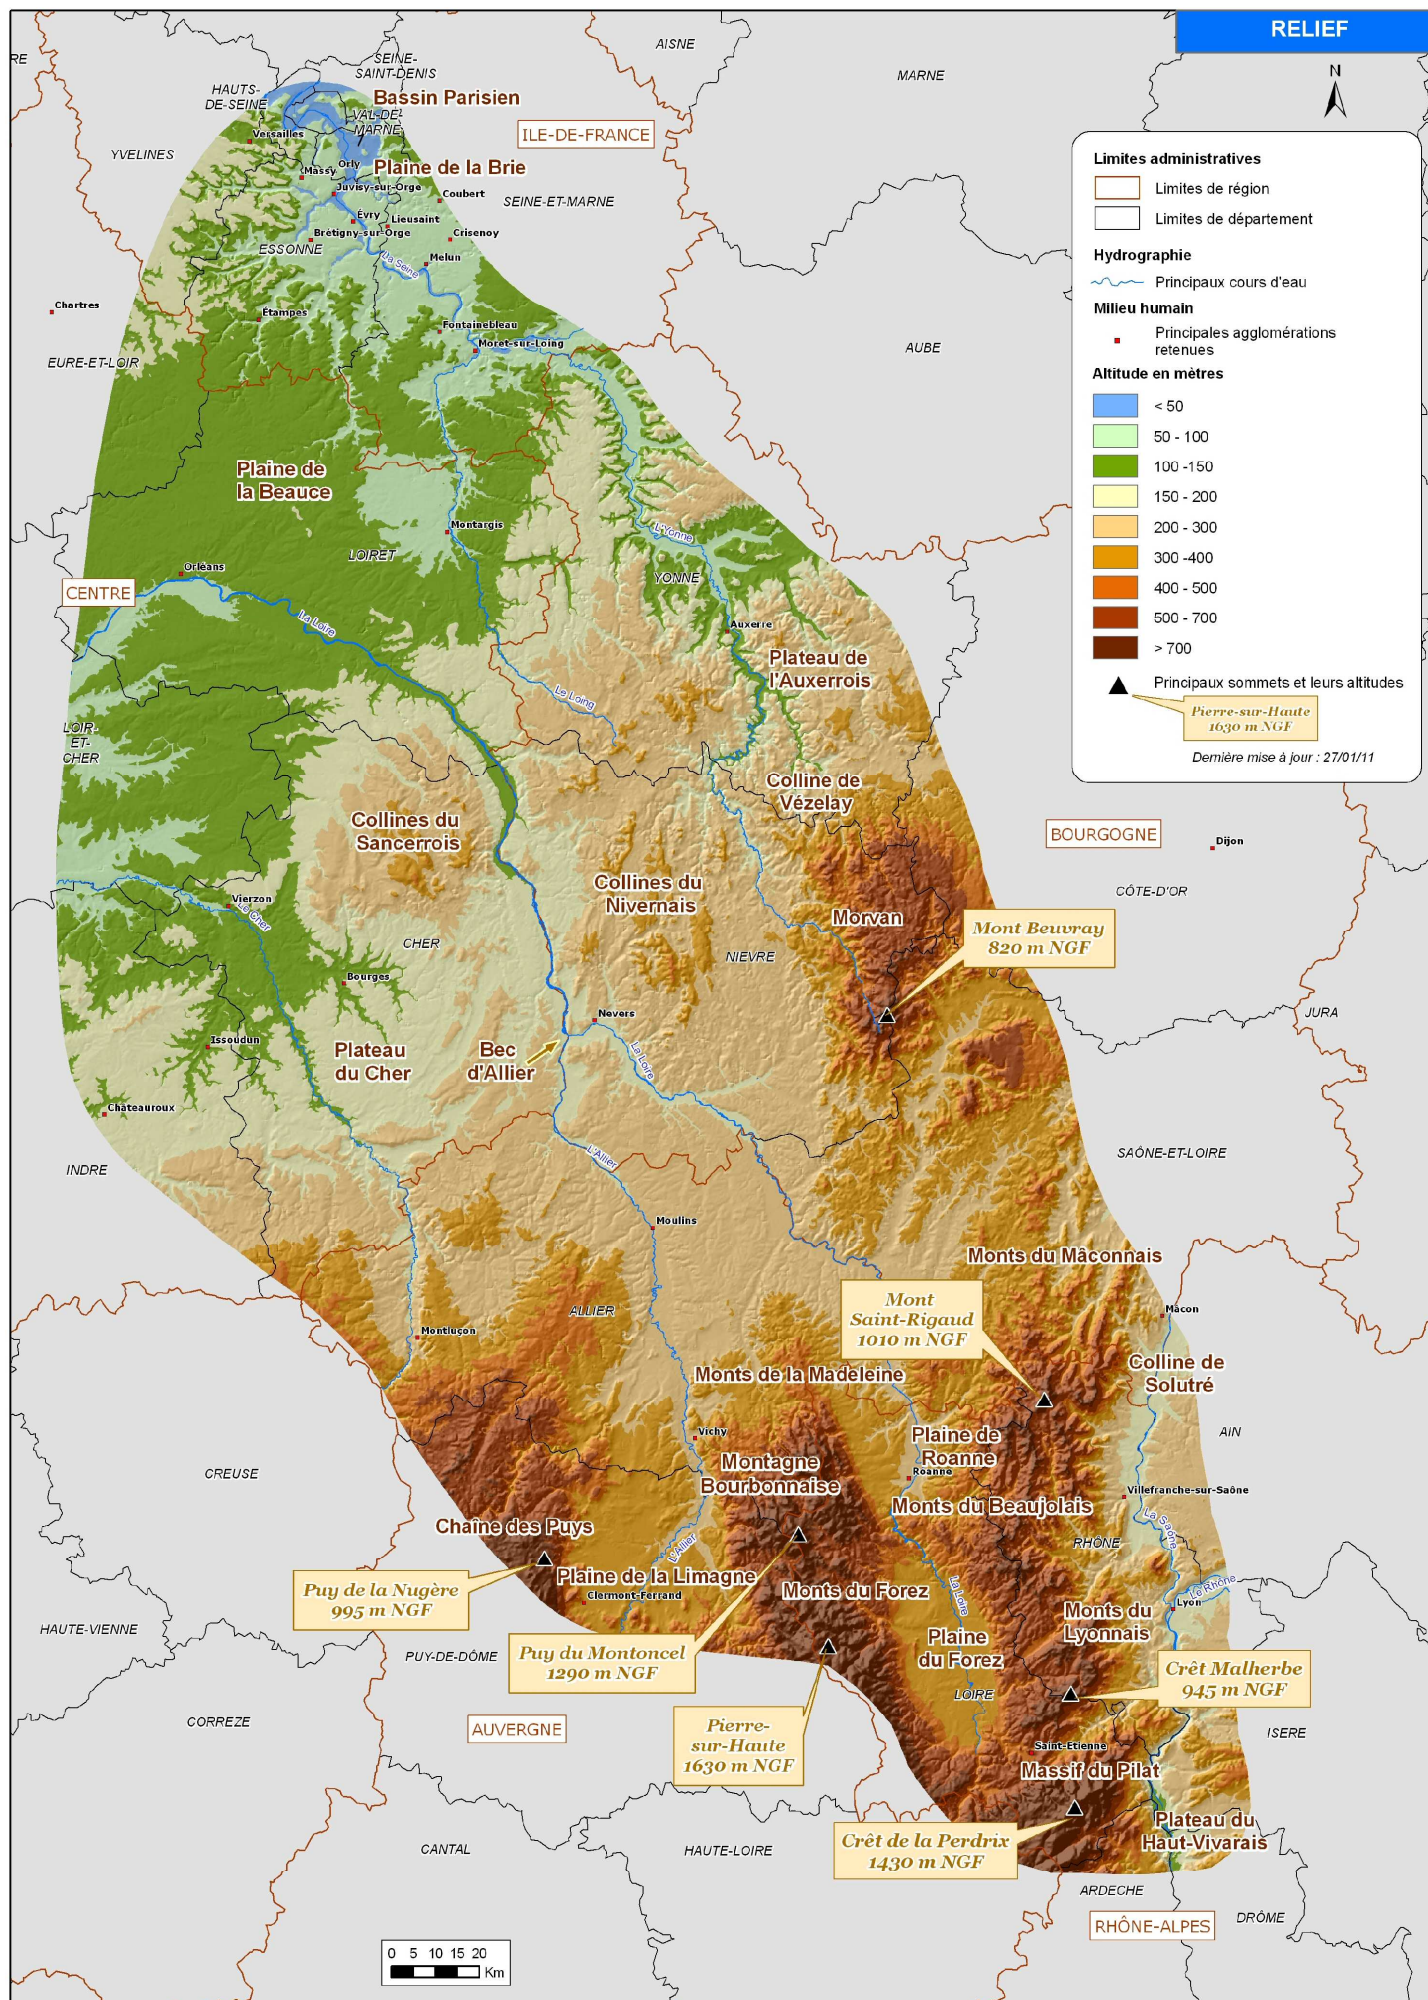 RELIEF
N
Limites administratives
Limites de région
Limites de département
Hydrographie
Principaux cours d'eau
Milieu humain
Principales agglomérations
retenues
Altitude en mètres
< 50
50 - 100
100 -150
150 - 200
200 - 300
300 -400
400 - 500
500 - 700
> 700
Principaux sommets et leurs altitudes
Pierre-sur-Haute
1630 m NGF
Dernière mise à jour : 27/01/11
RE
AISNE
SEINE-
SAINT-DENIS
MARNE
HAUTS-
DE-SEINE
Bassin Parisien
VAL-DE-
MARNE
ILE-DE-FRANCE
Versailles
YVELINES
Orly
Massy
Plaine de la Brie
Juvisy-sur-Orge
Coubert
SEINE-ET-MARNE
Évry
Lieusaint
Brétigny-sur-Orge
Crisenoy
ESSONNE
La Seine
Melun
Chartres
Étampes
Fontainebleau
Moret-sur-Loing
AUBE
EURE-ET-LOIR
Plaine de
la Beauce
Montargis
L'Yonne
LOIRET
Orléans
YONNE
CENTRE
La Loire
Auxerre
Plateau de
l'Auxerrois
Le Loing
LOIR-
ET-
CHER
Colline de
Vézelay
Collines du
Sancerrois
BOURGOGNE
Dijon
Collines du
Nivernais
CÔTE-D'OR
Vierzon
Le Cher
Morvan
Mont Beuvray
820 m NGF
CHER
NIEVRE
Bourges
JURA
Nevers
Issoudun
Plateau
du Cher
Bec
d'Allier
La Loire
Châteauroux
INDRE
L'Allier
SAÔNE-ET-LOIRE
Moulins
Monts du Mâconnais
Mont
Saint-Rigaud
1010 m NGF
ALLIER
Mâcon
Montluçon
Colline de
Solutré
Monts de la Madeleine
Vichy
Plaine de
Roanne
AIN
CREUSE
Montagne
Bourbonnaise
Roanne
Villefranche-sur-Saône
Monts du Beaujolais
Chaîne des Puys
La Saône
RHÔNE
L'Allier
Plaine de la Limagne
Monts du Forez
La Loire
Le Rhône
Puy de la Nugère
995 m NGF
Clermont-Ferrand
Lyon
Monts du
Lyonnais
HAUTE-VIENNE
PUY-DE-DÔME
Puy du Montoncel
1290 m NGF
Plaine
du Forez
Crêt Malherbe
945 m NGF
LOIRE
CORREZE
AUVERGNE
Pierre-
sur-Haute
1630 m NGF
ISERE
Saint-Etienne
Massif du Pilat
CANTAL
HAUTE-LOIRE
Crêt de la Perdrix
1430 m NGF
Plateau du
Haut-Vivarais
ARDECHE
RHÔNE-ALPES
DRÔME
0 5 10 15 20
Km